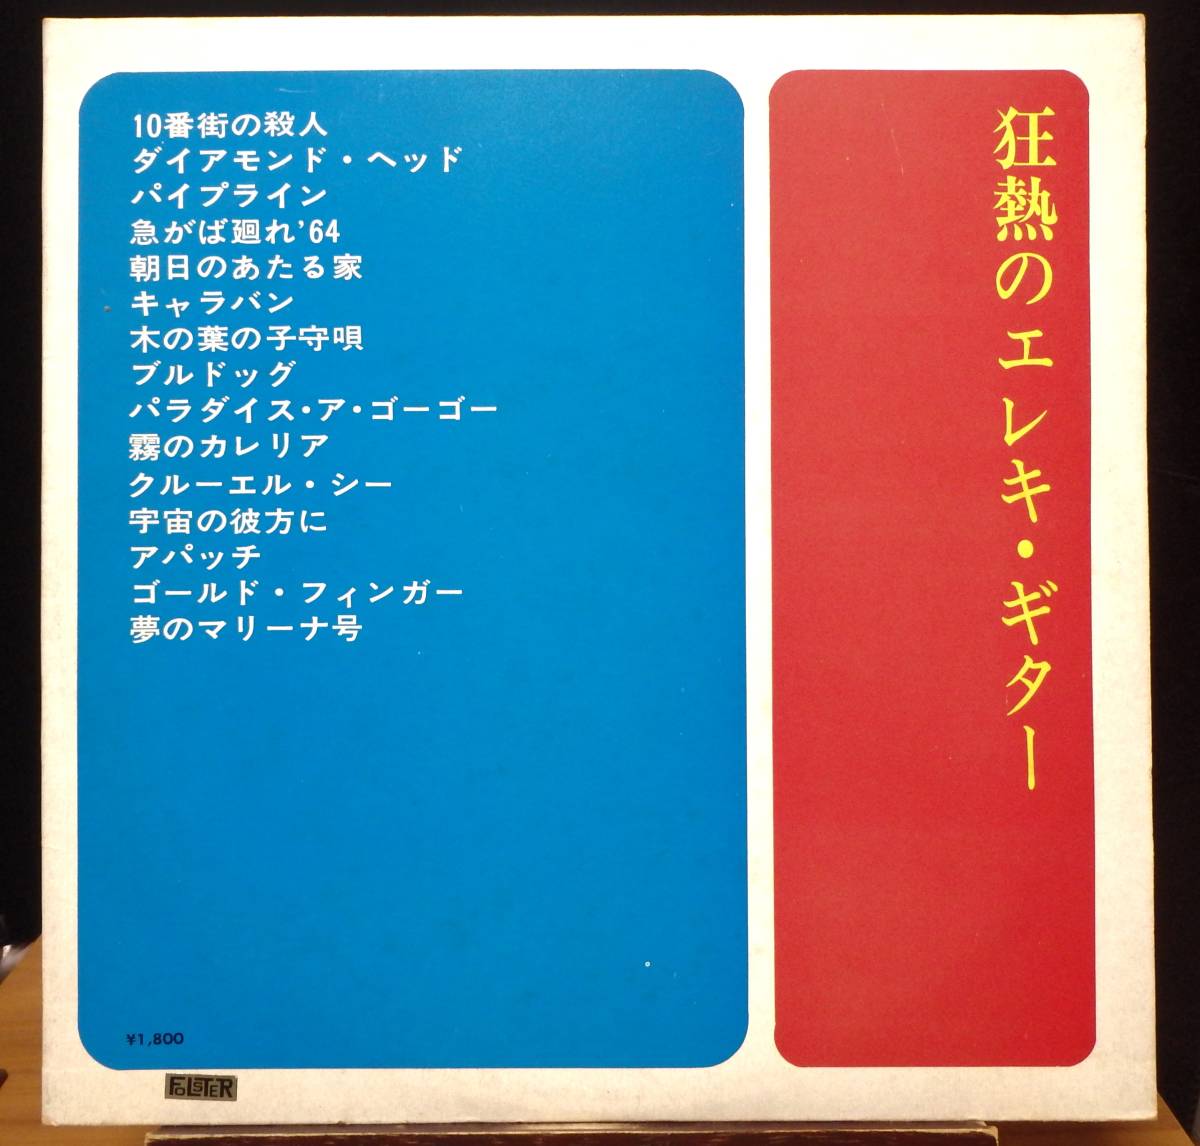 狂熱のエレキ・ギター
10番街の殺人
ダイアモンド・ヘッド
パイプライン
急がば廻れ'64
朝日のあたる家
キャラバン
木の葉の子守唄
ブルドッグ
パラダイス・ア・ゴーゴー
霧のカレリア
クルーエル・シー
宇宙の彼方に
アパッチ
ゴールド・フィンガー
夢のマリーナ号
¥1,800
FOLSTER